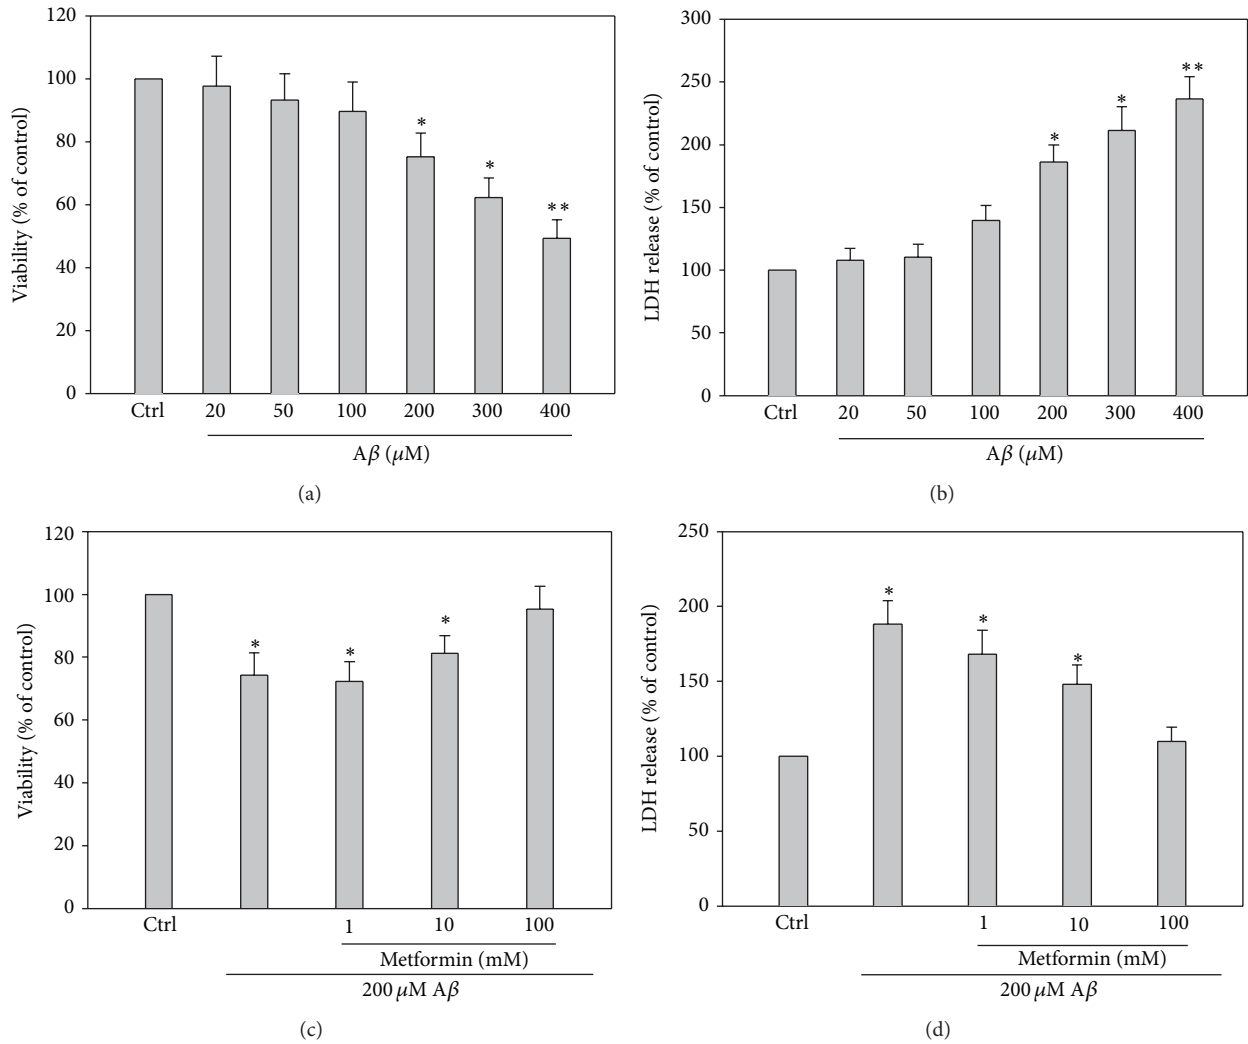 120
100
80
60
40
20
0
Viability (% of control)
*
*
**
Ctrl 20 50 100 200 300 400
Aβ (μM)
(a)
300
250
200
150
100
50
0
LDH release (% of control)
*
*
**
Ctrl 20 50 100 200 300 400
Aβ (μM)
(b)
120
100
80
60
40
20
0
Viability (% of control)
*
*
*
Ctrl 1 10 100
Metformin (mM)
200 μM Aβ
(c)
250
200
150
100
50
0
LDH release (% of control)
*
*
*
Ctrl 1 10 100
Metformin (mM)
200 μM Aβ
(d)